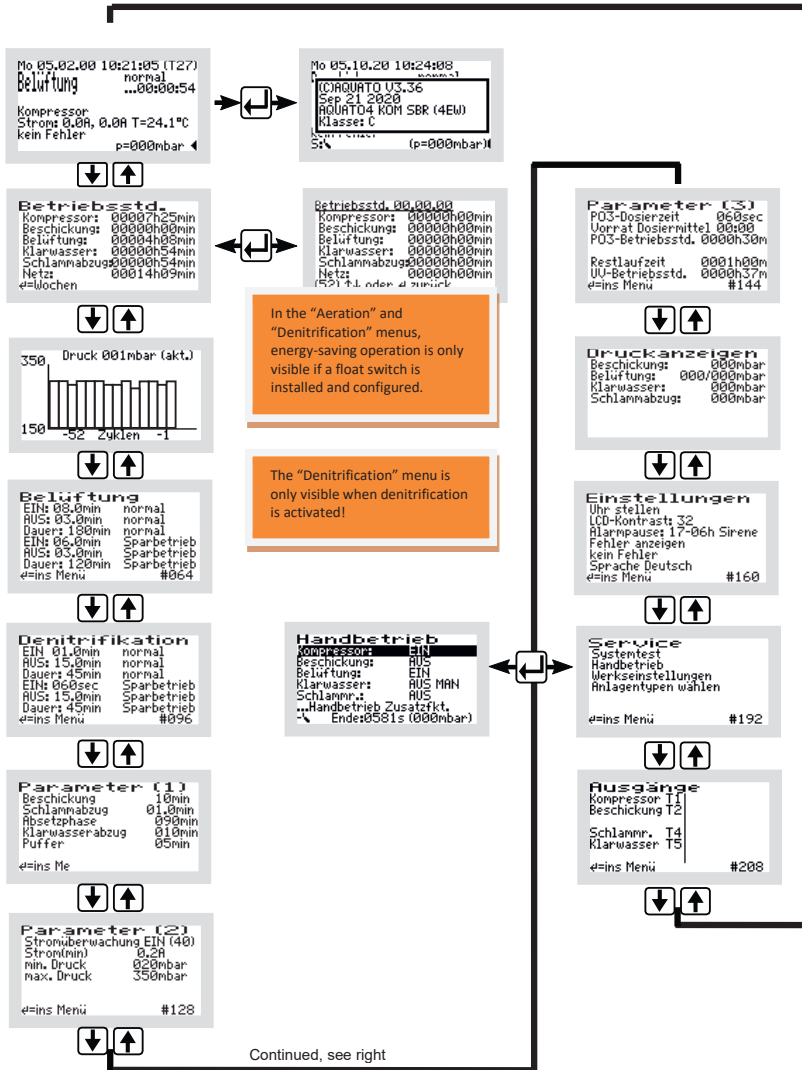 Mo 05.02.00 10:21:05 (T27)
Belüftung normal
...00:00:54
Kompressor
Strom: 0.0A, 0.0A T=24.1°C
kein Fehler
p=000mbar
Mo 05.10.20 10:24:08
normal
(C)AQUATO V3.36
Sep 21 2020
AQUATO4 KOM SBR (4EW)
Klasse: C
kein Fehler
S: (p=000mbar)
Betriebsstd.
Kompressor: 00007h25min
Beschickung: 00000h00min
Belüftung: 00004h08min
Klarwasser: 00000h54min
Schlammabzug:00000h54min
Netz: 00014h09min
↵=Wochen
Betriebsstd. 00.00.00
Kompressor: 00000h00min
Beschickung: 00000h00min
Belüftung: 00000h00min
Klarwasser: 00000h00min
Schlammabzug:00000h00min
Netz: 00000h00min
(52) ↑↓ oder ↵ zurück
In the “Aeration” and
“Denitrification” menus,
energy-saving operation is only
visible if a float switch is
installed and configured.
350 Druck 001mbar (akt.)
150 -52 Zyklen -1
The “Denitrification” menu is
only visible when denitrification
is activated!
Belüftung
EIN: 08.0min normal
AUS: 03.0min normal
Dauer: 180min normal
EIN: 06.0min Sparbetrieb
AUS: 03.0min Sparbetrieb
Dauer: 120min Sparbetrieb
↵=ins Menü #064
Denitrifikation
EIN 01.0min normal
AUS: 15.0min normal
Dauer: 45min normal
EIN: 060sec Sparbetrieb
AUS: 15.0min Sparbetrieb
Dauer: 45min Sparbetrieb
↵=ins Menü #096
Handbetrieb
Kompressor: EIN
Beschickung: AUS
Belüftung: EIN
Klarwasser: AUS MAN
Schlammr.: AUS
...Handbetrieb Zusatzfkt.
Ende:0581s (000mbar)
Parameter (1)
Beschickung 10min
Schlammabzug 01.0min
Absetzphase 090min
Klarwasserabzug 010min
Puffer 05min
↵=ins Me
Parameter (2)
Stromüberwachung EIN (40)
Strom(min) 0.2A
min. Druck 020mbar
max. Druck 350mbar
↵=ins Menü #128
Continued, see right
Parameter (3)
PO3-Dosierzeit 060sec
Vorrat Dosiermittel 00:00
PO3-Betriebsstd. 0000h30m
Restlaufzeit 0001h00m
UV-Betriebsstd. 0000h37m
↵=ins Menü #144
Druckanzeigen
Beschickung: 000mbar
Belüftung: 000/000mbar
Klarwasser: 000mbar
Schlammabzug: 000mbar
Einstellungen
Uhr stellen
LCD-Kontrast: 32
Alarmpause: 17-06h Sirene
Fehler anzeigen
kein Fehler
Sprache Deutsch
↵=ins Menü #160
Service
Systemtest
Handbetrieb
Werkseinstellungen
Anlagentypen wählen
↵=ins Menü #192
Ausgänge
Kompressor T1
Beschickung T2
Schlammr. T4
Klarwasser T5
↵=ins Menü #208